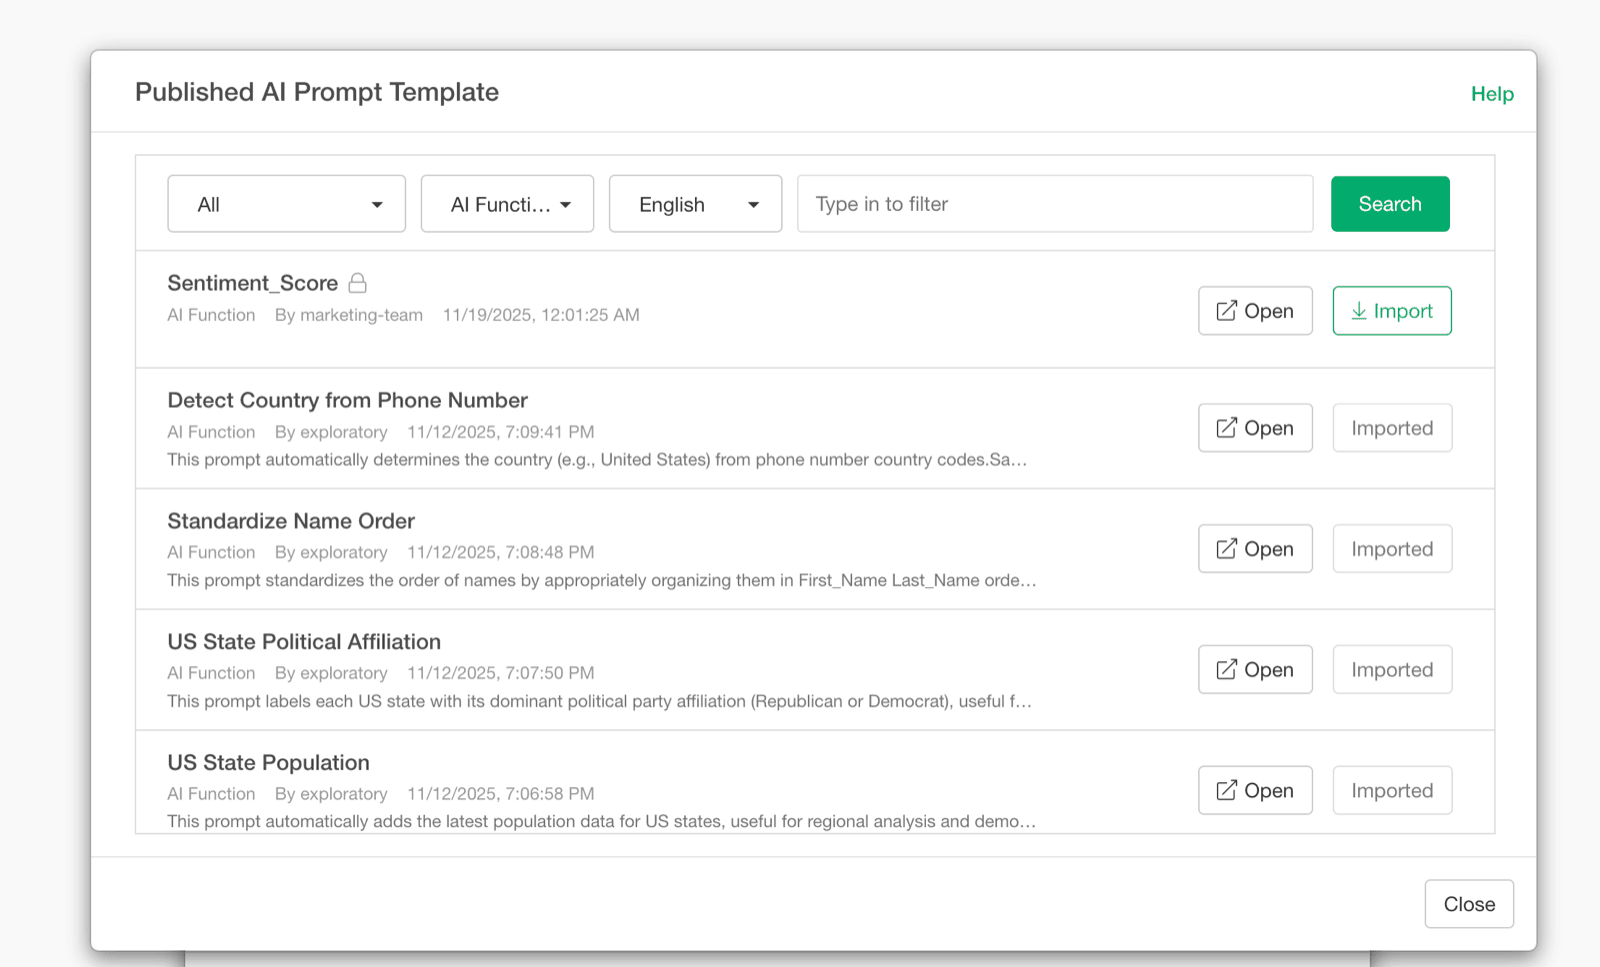 Published AI Prompt Template
Help
All
AI Functi...
English
Type in to filter
Search
Sentiment_Score
AI Function By marketing-team 11/19/2025, 12:01:25 AM
Open
Import
Detect Country from Phone Number
AI Function By exploratory 11/12/2025, 7:09:41 PM
This prompt automatically determines the country (e.g., United States) from phone number country codes.Sa...
Open
Imported
Standardize Name Order
AI Function By exploratory 11/12/2025, 7:08:48 PM
This prompt standardizes the order of names by appropriately organizing them in First_Name Last_Name orde...
Open
Imported
US State Political Affiliation
AI Function By exploratory 11/12/2025, 7:07:50 PM
This prompt labels each US state with its dominant political party affiliation (Republican or Democrat), useful f...
Open
Imported
US State Population
AI Function By exploratory 11/12/2025, 7:06:58 PM
This prompt automatically adds the latest population data for US states, useful for regional analysis and demo...
Open
Imported
Close